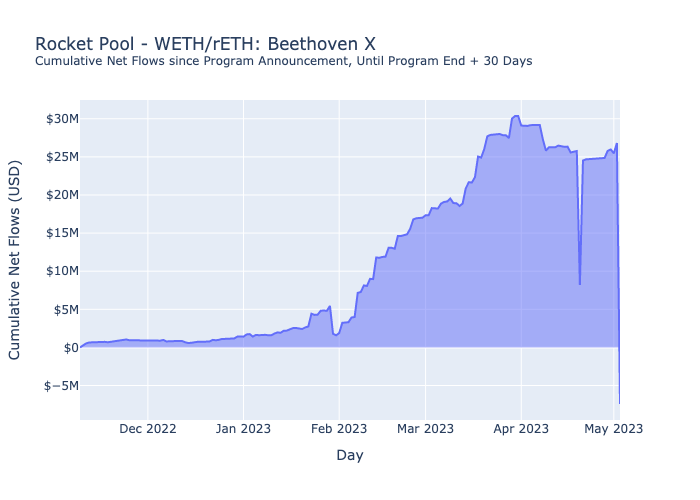 Rocket Pool - WETH/rETH: Beethoven X
Cumulative Net Flows since Program Announcement, Until Program End + 30 Days
Cumulative Net Flows (USD)
$30M
$25M
$20M
$15M
$10M
$5M
$0
$−5M
Dec 2022 Jan 2023 Feb 2023 Mar 2023 Apr 2023 May 2023
Day